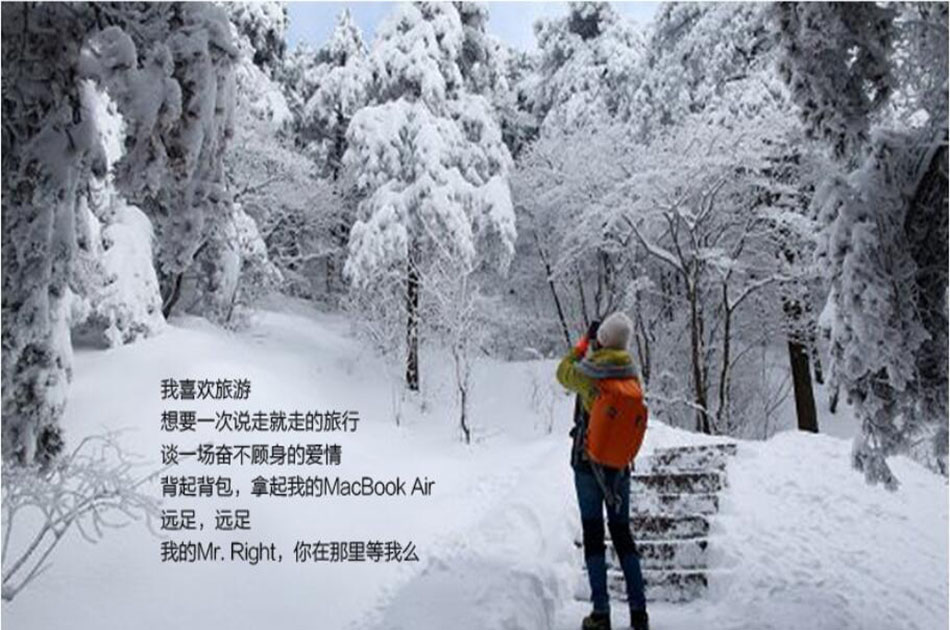 我喜欢旅游
想要一次说走就走的旅行
谈一场奋不顾身的爱情
背起背包，拿起我的MacBook Air
远足，远足
我的Mr. Right，你在那里等我么